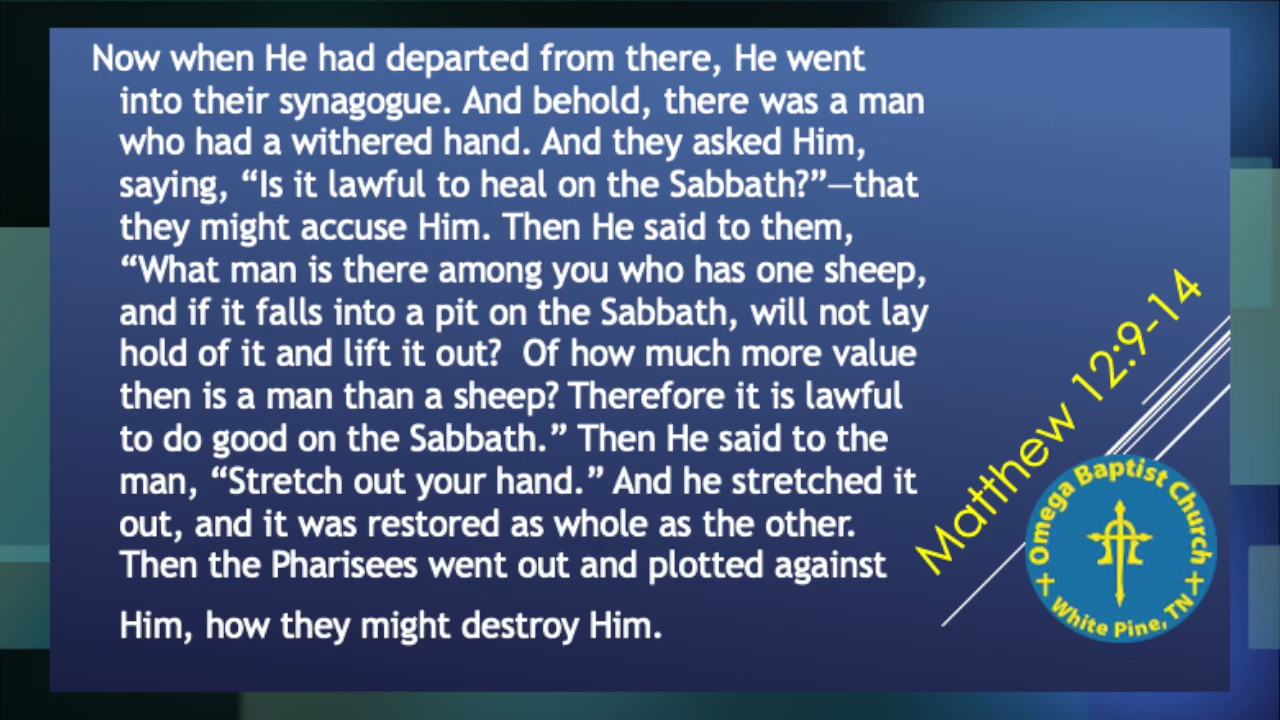 Now when He had departed from there, He went
into their synagogue. And behold, there was a man
who had a withered hand. And they asked Him,
saying, “Is it lawful to heal on the Sabbath?”—that
they might accuse Him. Then He said to them,
“What man is there among you who has one sheep,
and if it falls into a pit on the Sabbath, will not lay
hold of it and lift it out?  Of how much more value
then is a man than a sheep? Therefore it is lawful
to do good on the Sabbath.” Then He said to the
man, “Stretch out your hand.” And he stretched it
out, and it was restored as whole as the other.
Then the Pharisees went out and plotted against
Him, how they might destroy Him.
Matthew 12:9-14
Omega Baptist Church
White Pine, TN